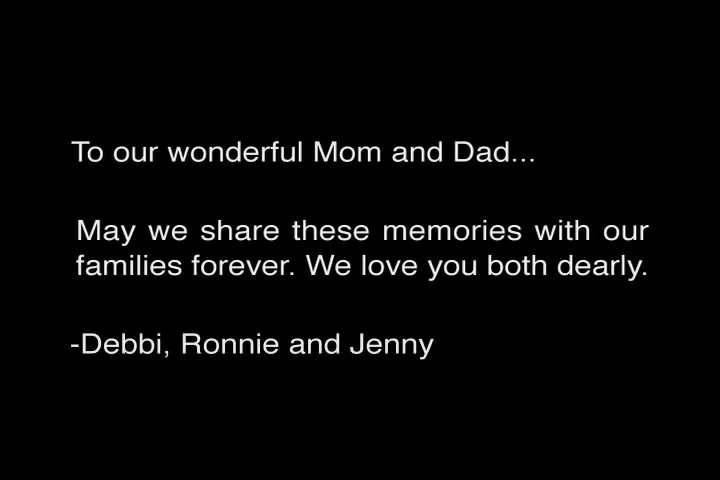 To our wonderful Mom and Dad...
May we share these memories with our
families forever. We love you both dearly.
-Debbi, Ronnie and Jenny